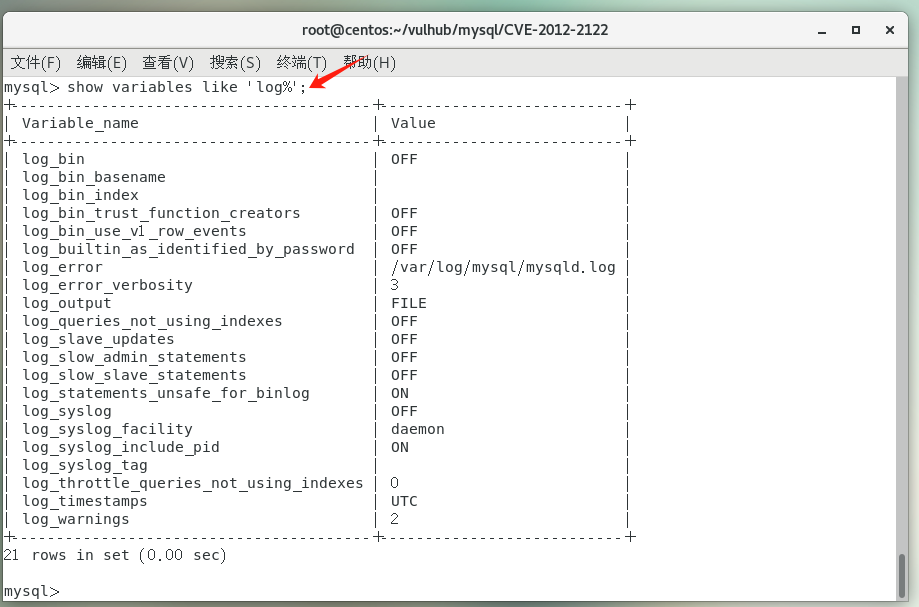 root@centos:~/vulhub/mysql/CVE-2012-2122
文件(F) 编辑(E) 查看(V) 搜索(S) 终端(T) 帮助(H)
mysql> show variables like 'log%';
+----------------------------------------+---------------------------+
| Variable_name | Value |
+----------------------------------------+---------------------------+
| log_bin | OFF |
| log_bin_basename | |
| log_bin_index | |
| log_bin_trust_function_creators | OFF |
| log_bin_use_v1_row_events | OFF |
| log_builtin_as_identified_by_password | OFF |
| log_error | /var/log/mysql/mysqld.log |
| log_error_verbosity | 3 |
| log_output | FILE |
| log_queries_not_using_indexes | OFF |
| log_slave_updates | OFF |
| log_slow_admin_statements | OFF |
| log_slow_slave_statements | OFF |
| log_statements_unsafe_for_binlog | ON |
| log_syslog | OFF |
| log_syslog_facility | daemon |
| log_syslog_include_pid | ON |
| log_syslog_tag | |
| log_throttle_queries_not_using_indexes | 0 |
| log_timestamps | UTC |
| log_warnings | 2 |
+----------------------------------------+---------------------------+
21 rows in set (0.00 sec)
mysql>